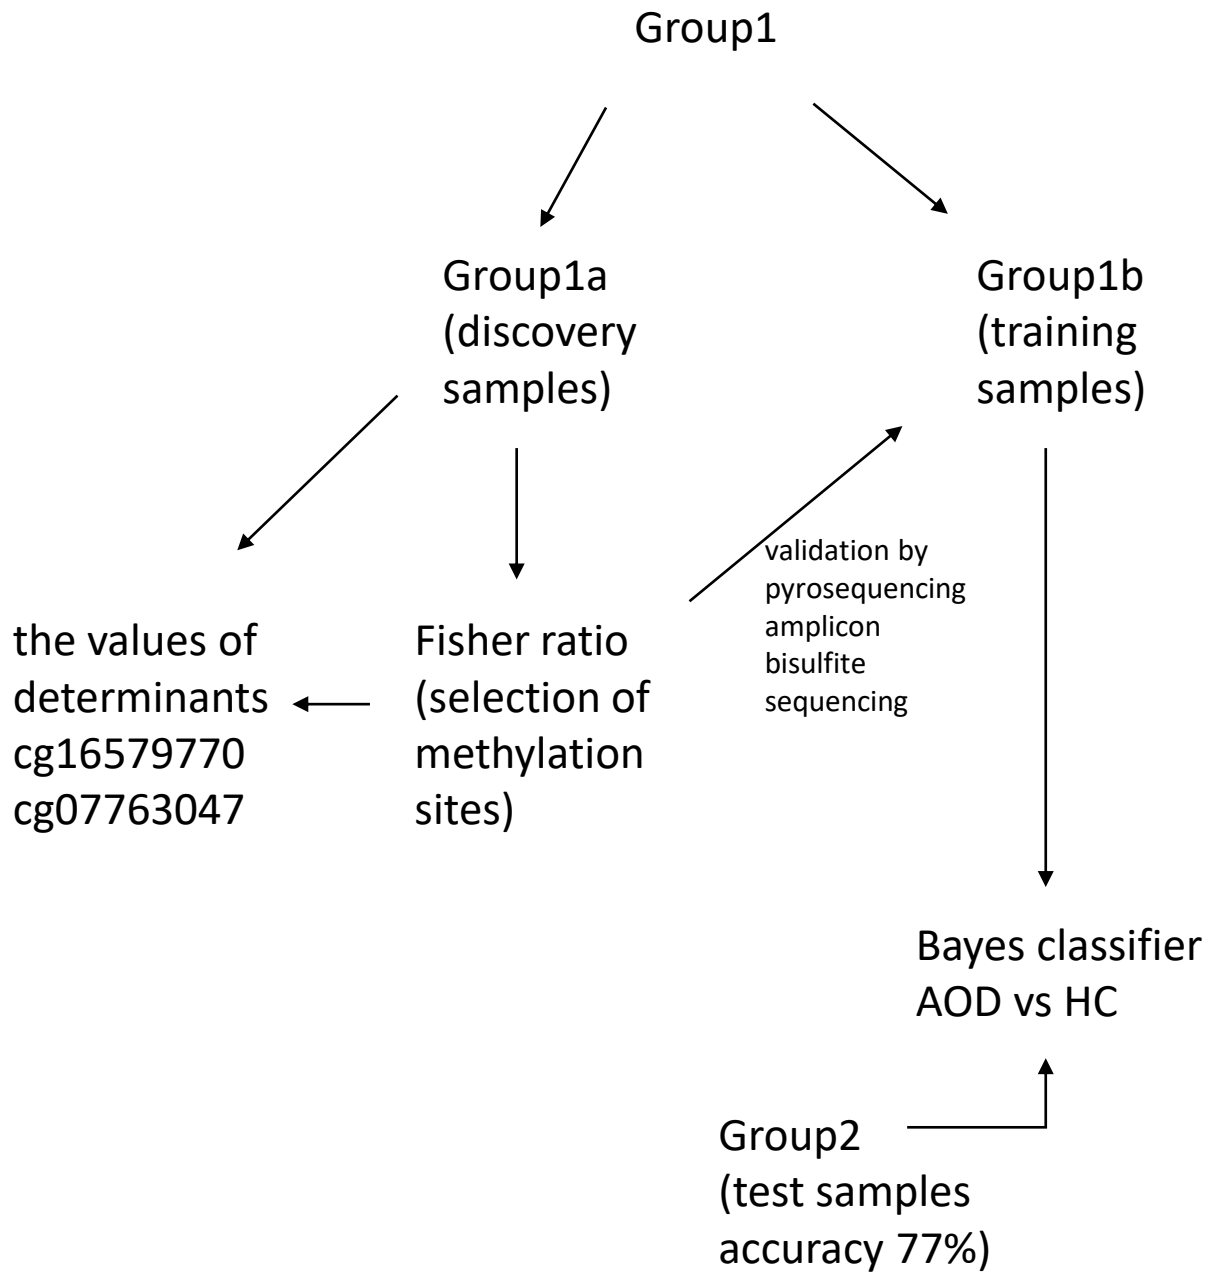 Group1
Group1a
(discovery
samples)
Group1b
(training
samples)
validation by
pyrosequencing
amplicon
bisulfite
sequencing
the values of
determinants
cg16579770
cg07763047
Fisher ratio
(selection of
methylation
sites)
Bayes classifier
AOD vs HC
Group2
(test samples
accuracy 77%)